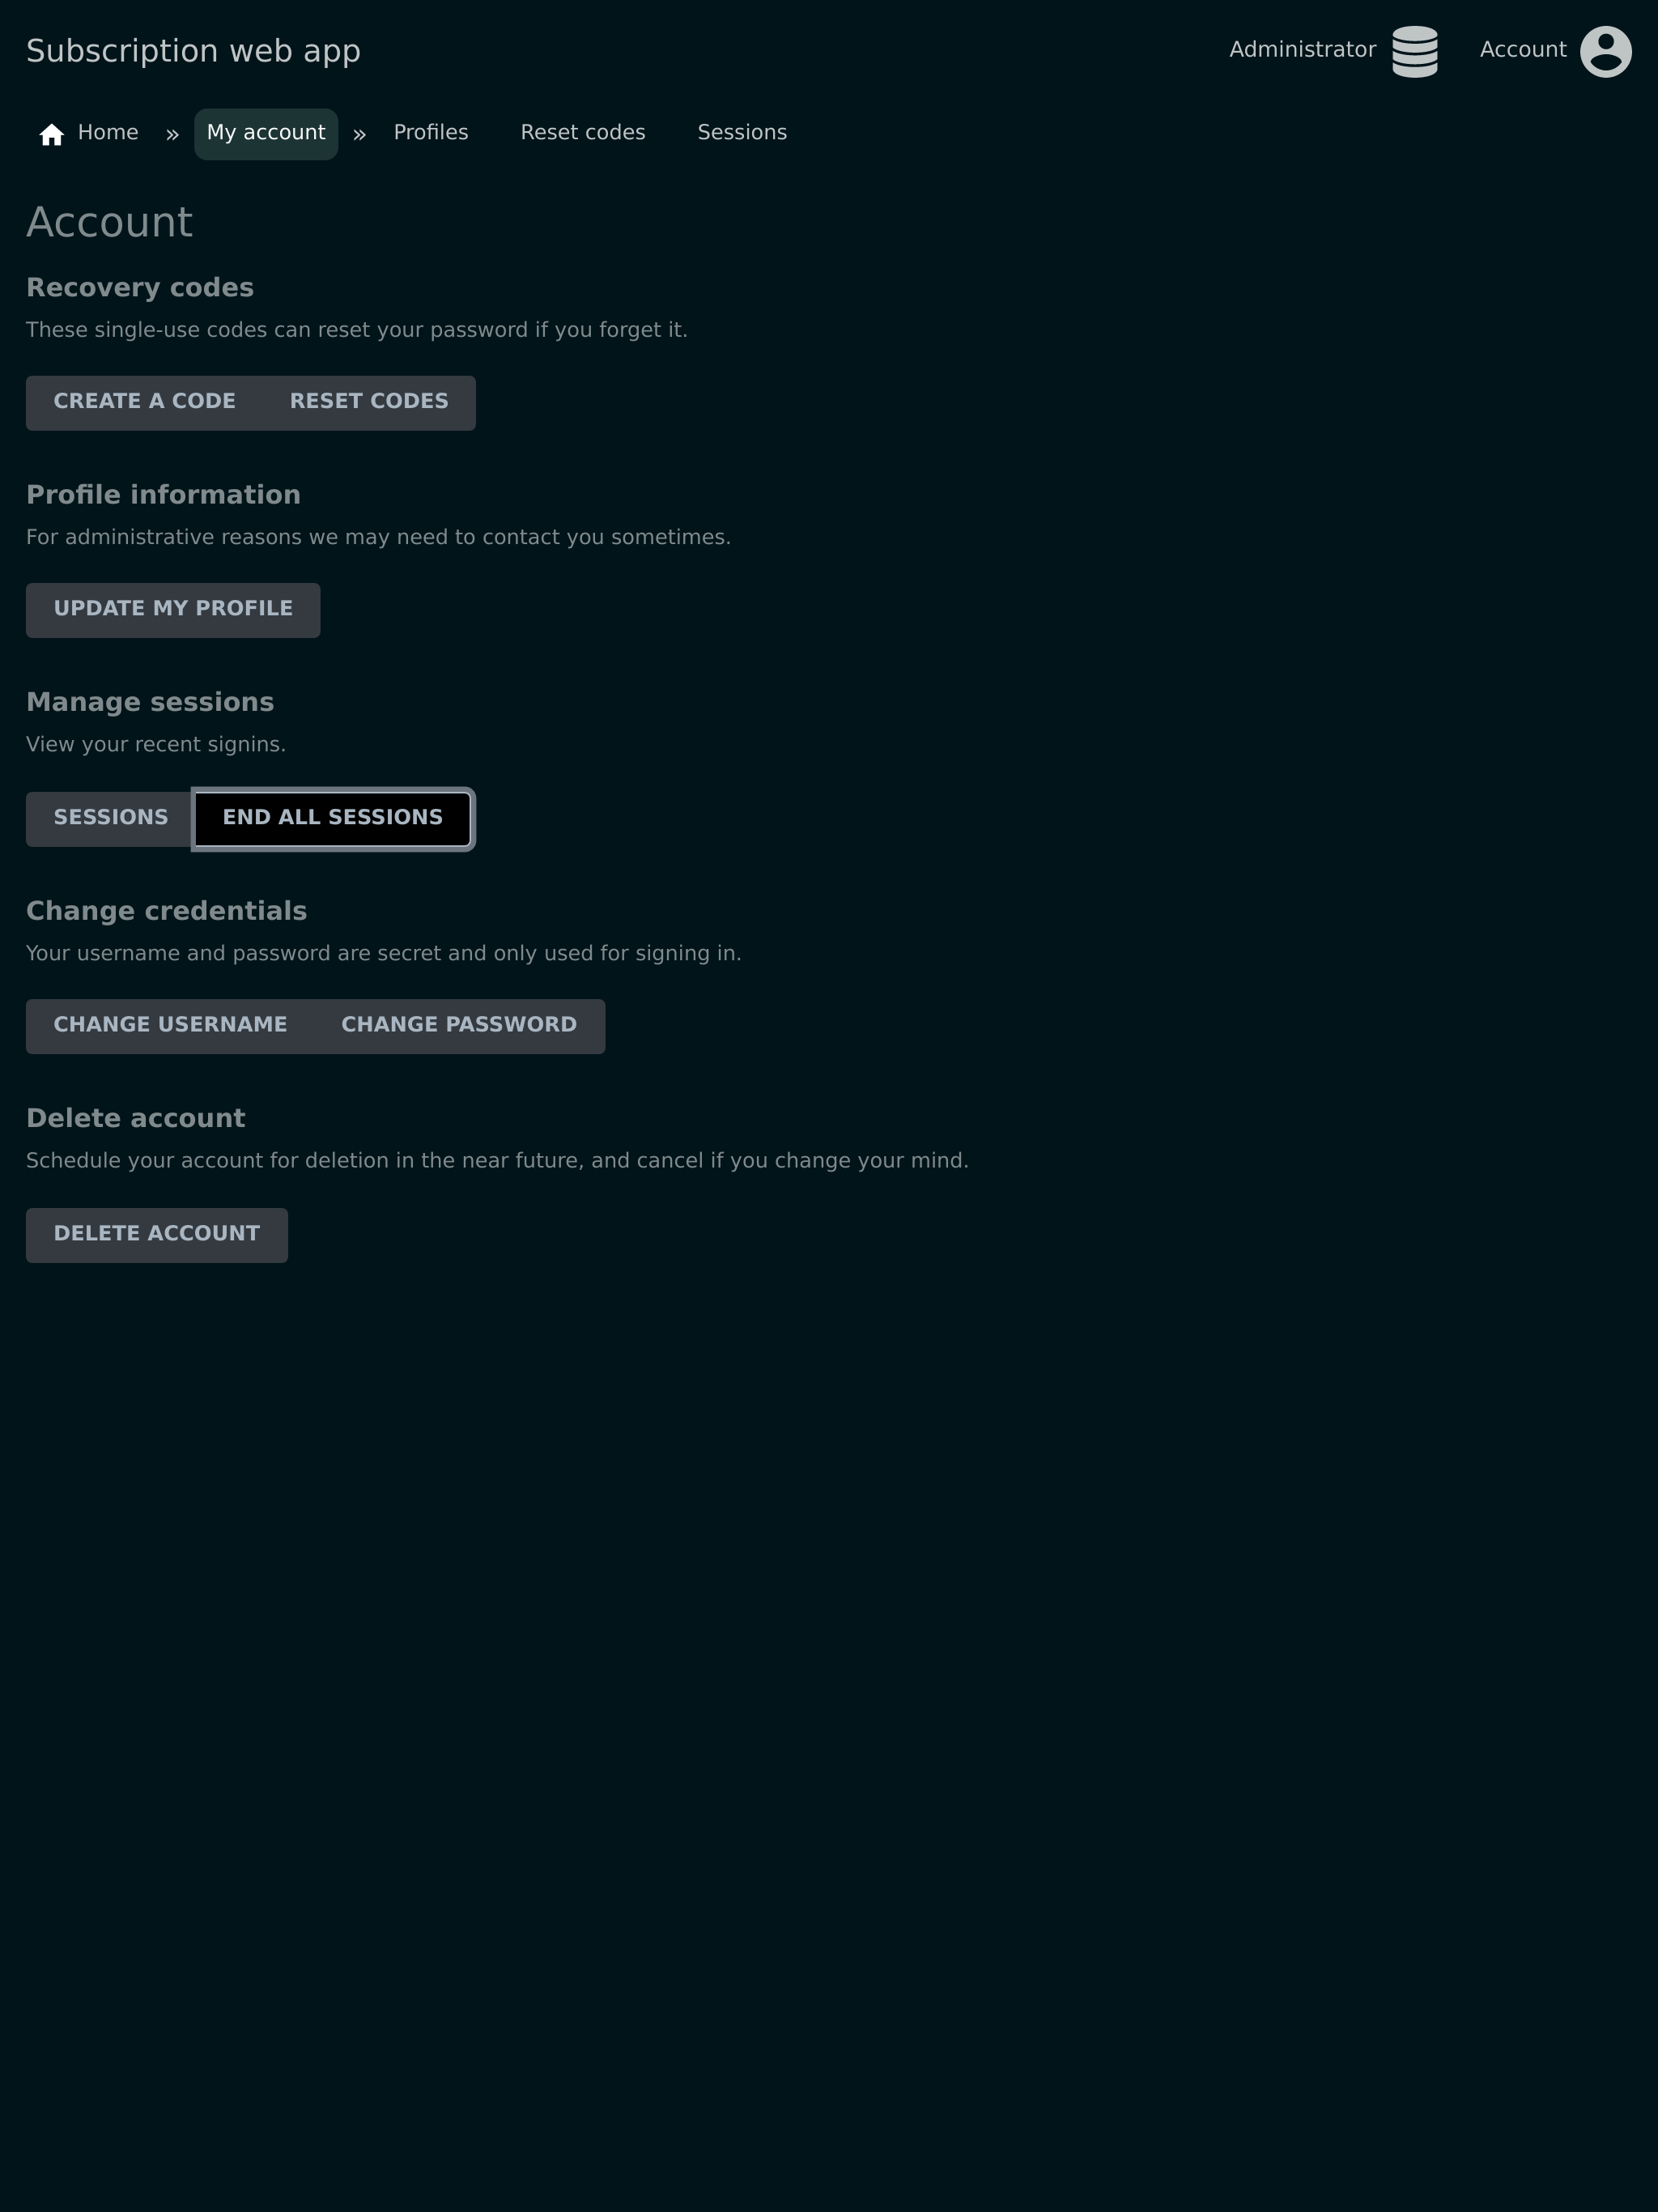 Subscription web app
Administrator
Account
Home » My account » Profiles Reset codes Sessions
Account
Recovery codes
These single-use codes can reset your password if you forget it.
CREATE A CODE RESET CODES
Profile information
For administrative reasons we may need to contact you sometimes.
UPDATE MY PROFILE
Manage sessions
View your recent signins.
SESSIONS END ALL SESSIONS
Change credentials
Your username and password are secret and only used for signing in.
CHANGE USERNAME CHANGE PASSWORD
Delete account
Schedule your account for deletion in the near future, and cancel if you change your mind.
DELETE ACCOUNT